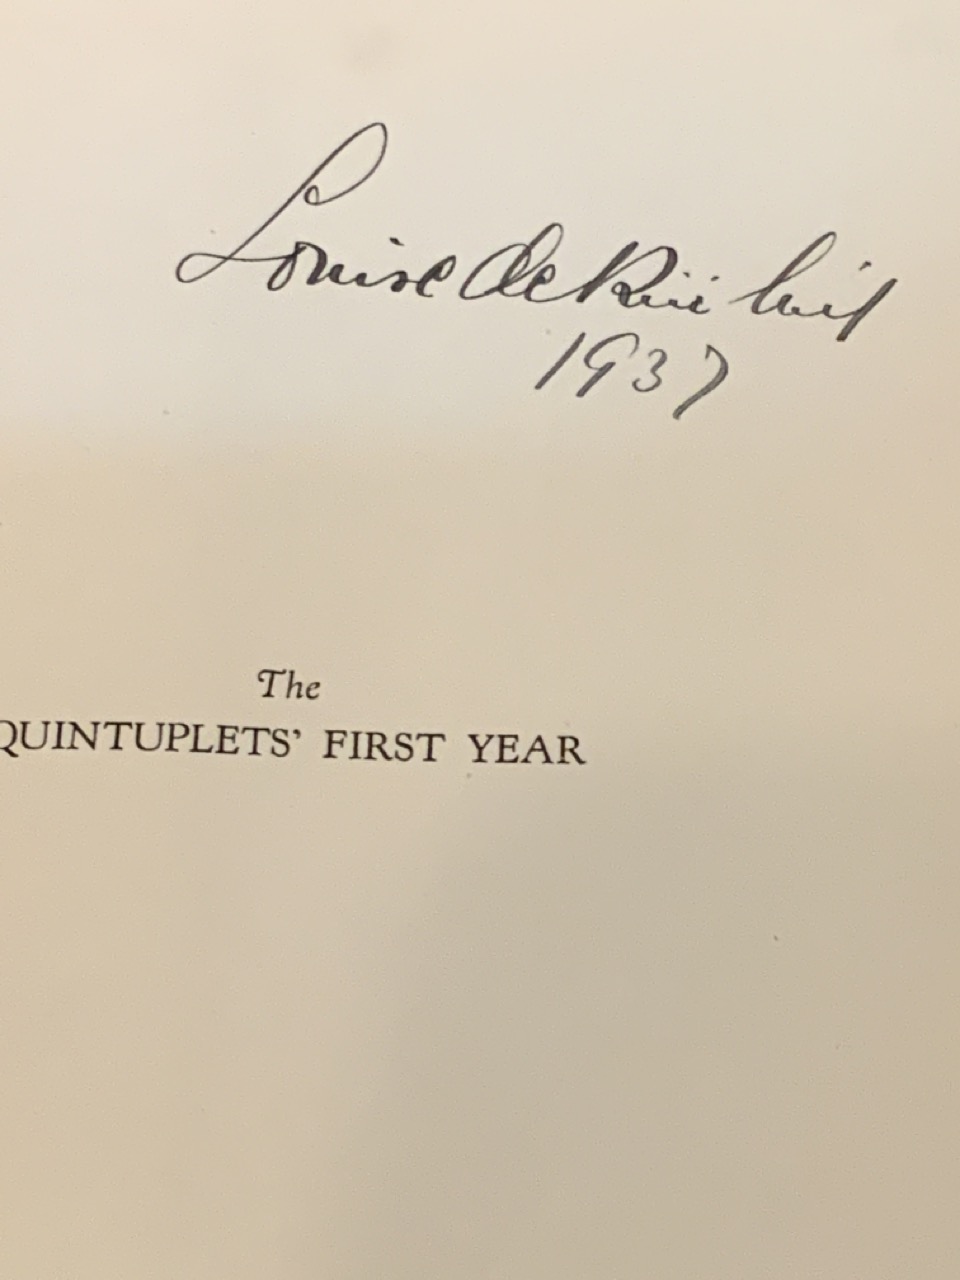 Louise de Kiriline
1937
The
QUINTUPLETS' FIRST YEAR